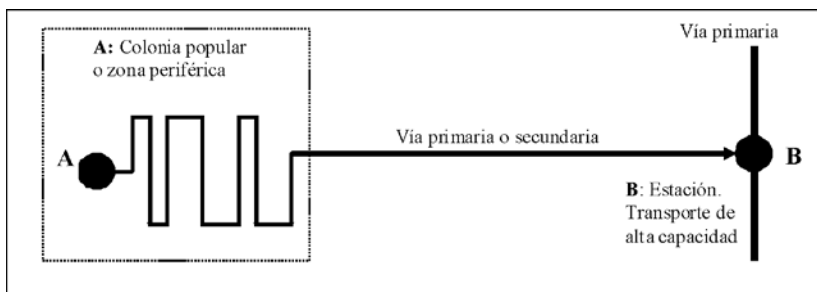 Vía primaria
A: Colonia popular
o zona periférica
Vía primaria o secundaria
A
B
B: Estación.
Transporte de
alta capacidad